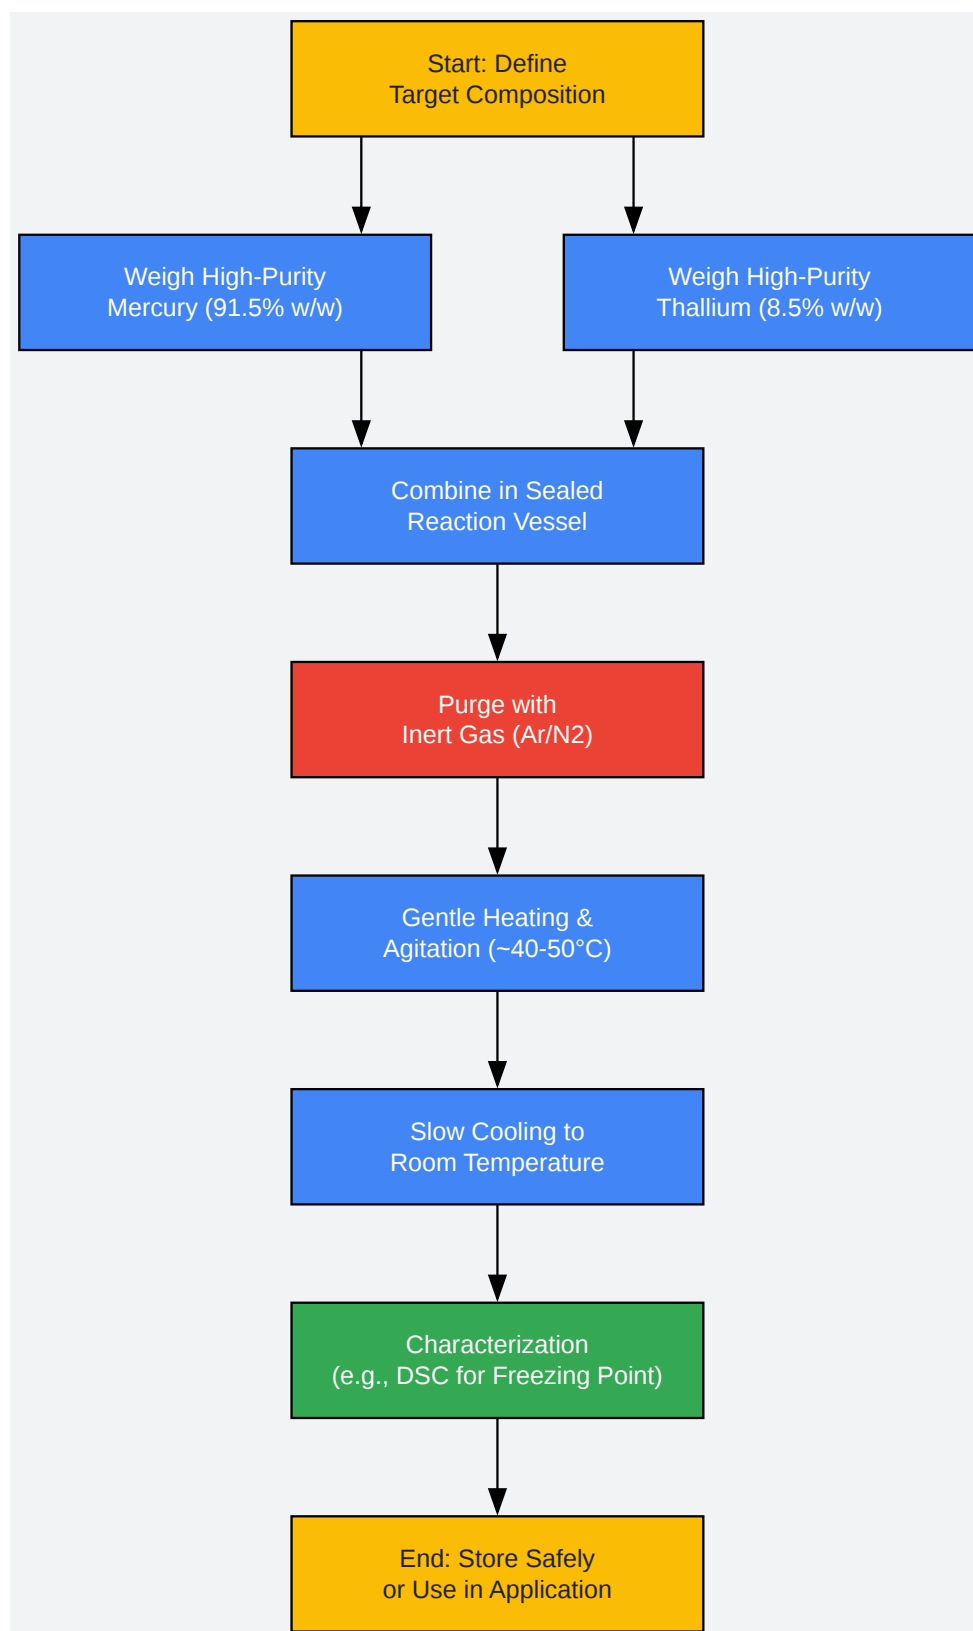 Start: Define
Target Composition
Weigh High-Purity
Mercury (91.5% w/w)
Weigh High-Purity
Thallium (8.5% w/w)
Combine in Sealed
Reaction Vessel
Purge with
Inert Gas (Ar/N2)
Gentle Heating &
Agitation (~40-50°C)
Slow Cooling to
Room Temperature
Characterization
(e.g., DSC for Freezing Point)
End: Store Safely
or Use in Application